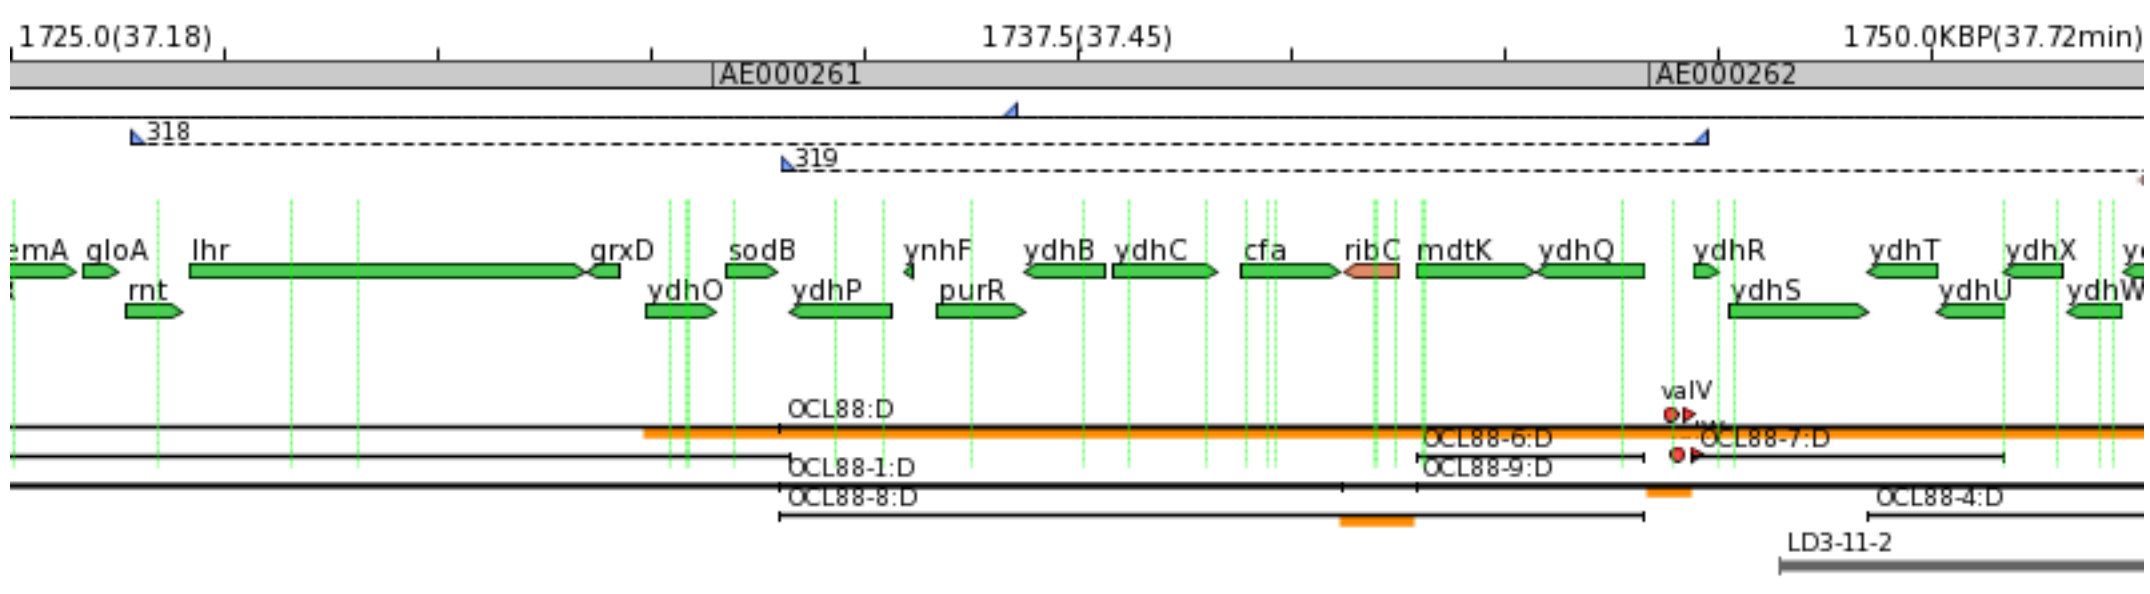 1725.0(37.18) 1737.5(37.45) 1750.0KBP(37.72min)
AE000261 AE000262
318
319
emA gloA lhr grxD sodB ynhF ydhB ydhC cfa ribC mdtK ydhQ ydhR ydhT ydhX
rnt ydhO ydhP purR ydhS ydhU ydhW
valV
OCL88:D
OCL88-6:D OCL88-7:D
OCL88-1:D OCL88-9:D
OCL88-8:D OCL88-4:D
LD3-11-2